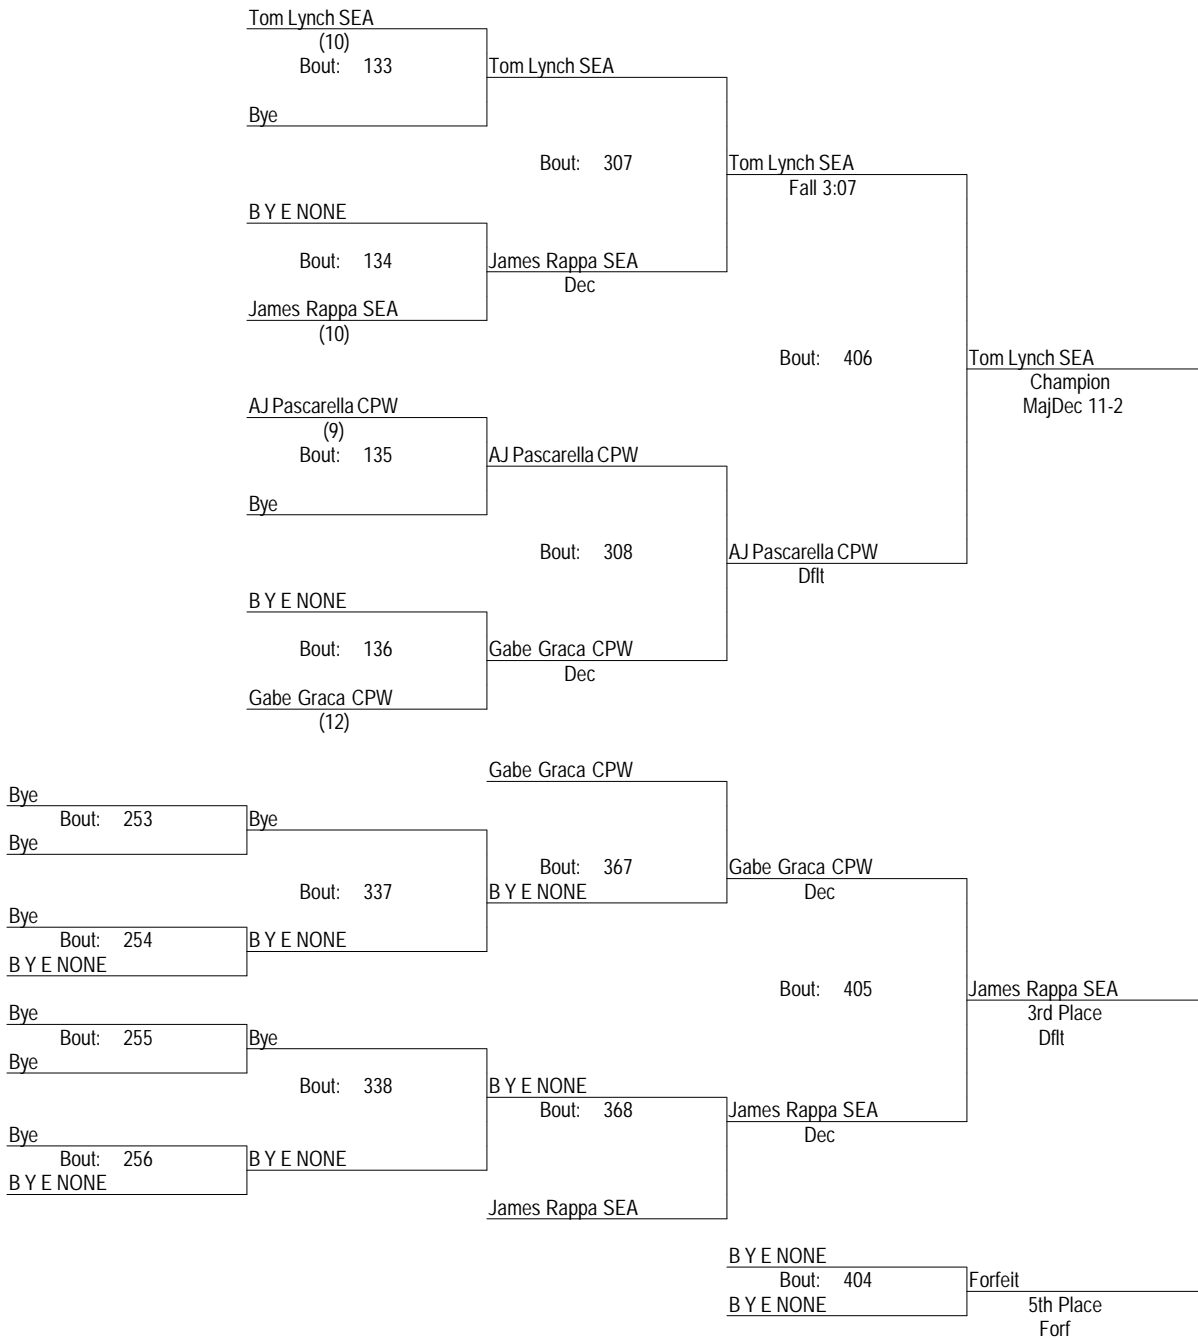 Tom Lynch SEA
(10)
Bout: 133
Tom Lynch SEA
Bye
Bout: 307
Tom Lynch SEA
Fall 3:07
B Y E NONE
Bout: 134
James Rappa SEA
Dec
James Rappa SEA
(10)
Bout: 406
Tom Lynch SEA
Champion
MajDec 11-2
AJ Pascarella CPW
(9)
Bout: 135
AJ Pascarella CPW
Bye
Bout: 308
AJ Pascarella CPW
Dflt
B Y E NONE
Bout: 136
Gabe Graca CPW
Dec
Gabe Graca CPW
(12)
Gabe Graca CPW
Bye
Bout: 253
Bye
Bye
Bout: 367
Gabe Graca CPW
Dec
Bout: 337
B Y E NONE
Bye
Bout: 254
B Y E NONE
B Y E NONE
Bout: 405
James Rappa SEA
3rd Place
Dflt
Bye
Bout: 255
Bye
Bye
Bout: 338
B Y E NONE
Bout: 368
James Rappa SEA
Dec
Bye
Bout: 256
B Y E NONE
B Y E NONE
James Rappa SEA
B Y E NONE
Bout: 404
Forfeit
B Y E NONE
5th Place
Forf